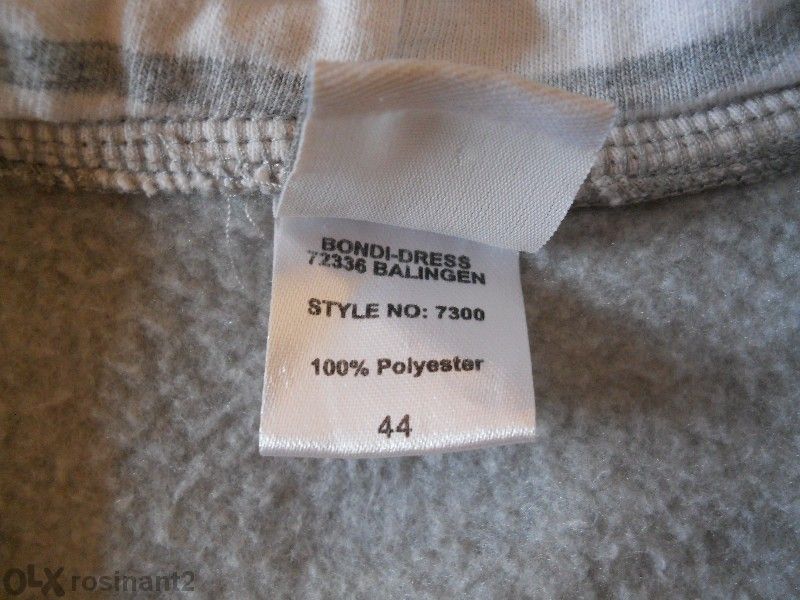 BONDI-DRESS
72336 BALINGEN
STYLE NO: 7300
100% Polyester
44
OLX rosinant2